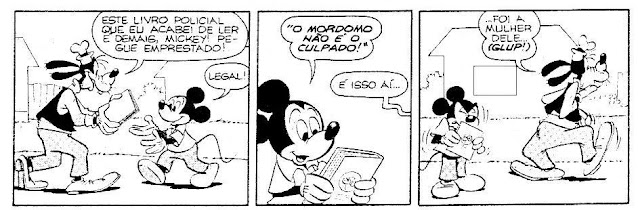 ESTE LIVRO POLICIAL
QUE EU ACABEI DE LER
É DEMAIS, MICKEY! PE-
GUE EMPRESTADO!
LEGAL!
"O MORDOMO
NÃO É O
CULPADO!"
É ISSO AÍ...
...FOI A
MULHER
DELE...
(GLUP!)